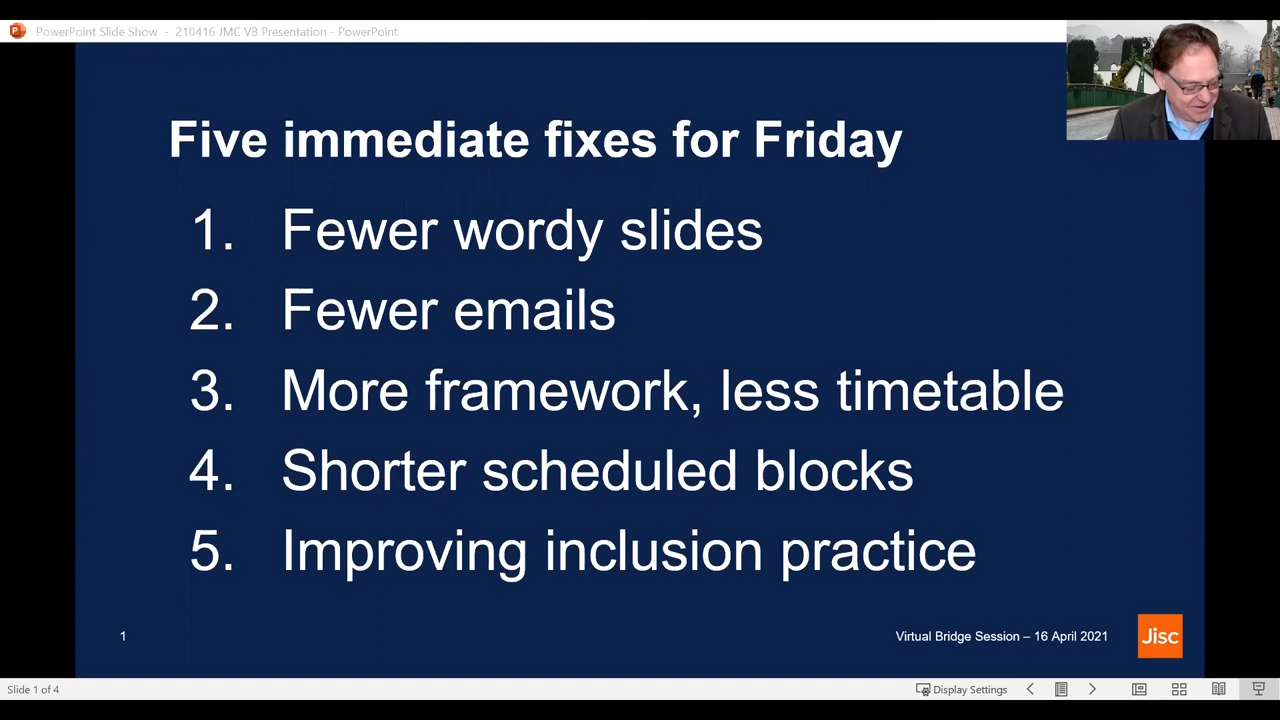 PowerPoint Slide Show - 210416 JMC VB Presentation - PowerPoint
Five immediate fixes for Friday
1. Fewer wordy slides
2. Fewer emails
3. More framework, less timetable
4. Shorter scheduled blocks
5. Improving inclusion practice
1
Virtual Bridge Session – 16 April 2021
Jisc
Slide 1 of 4
Display Settings